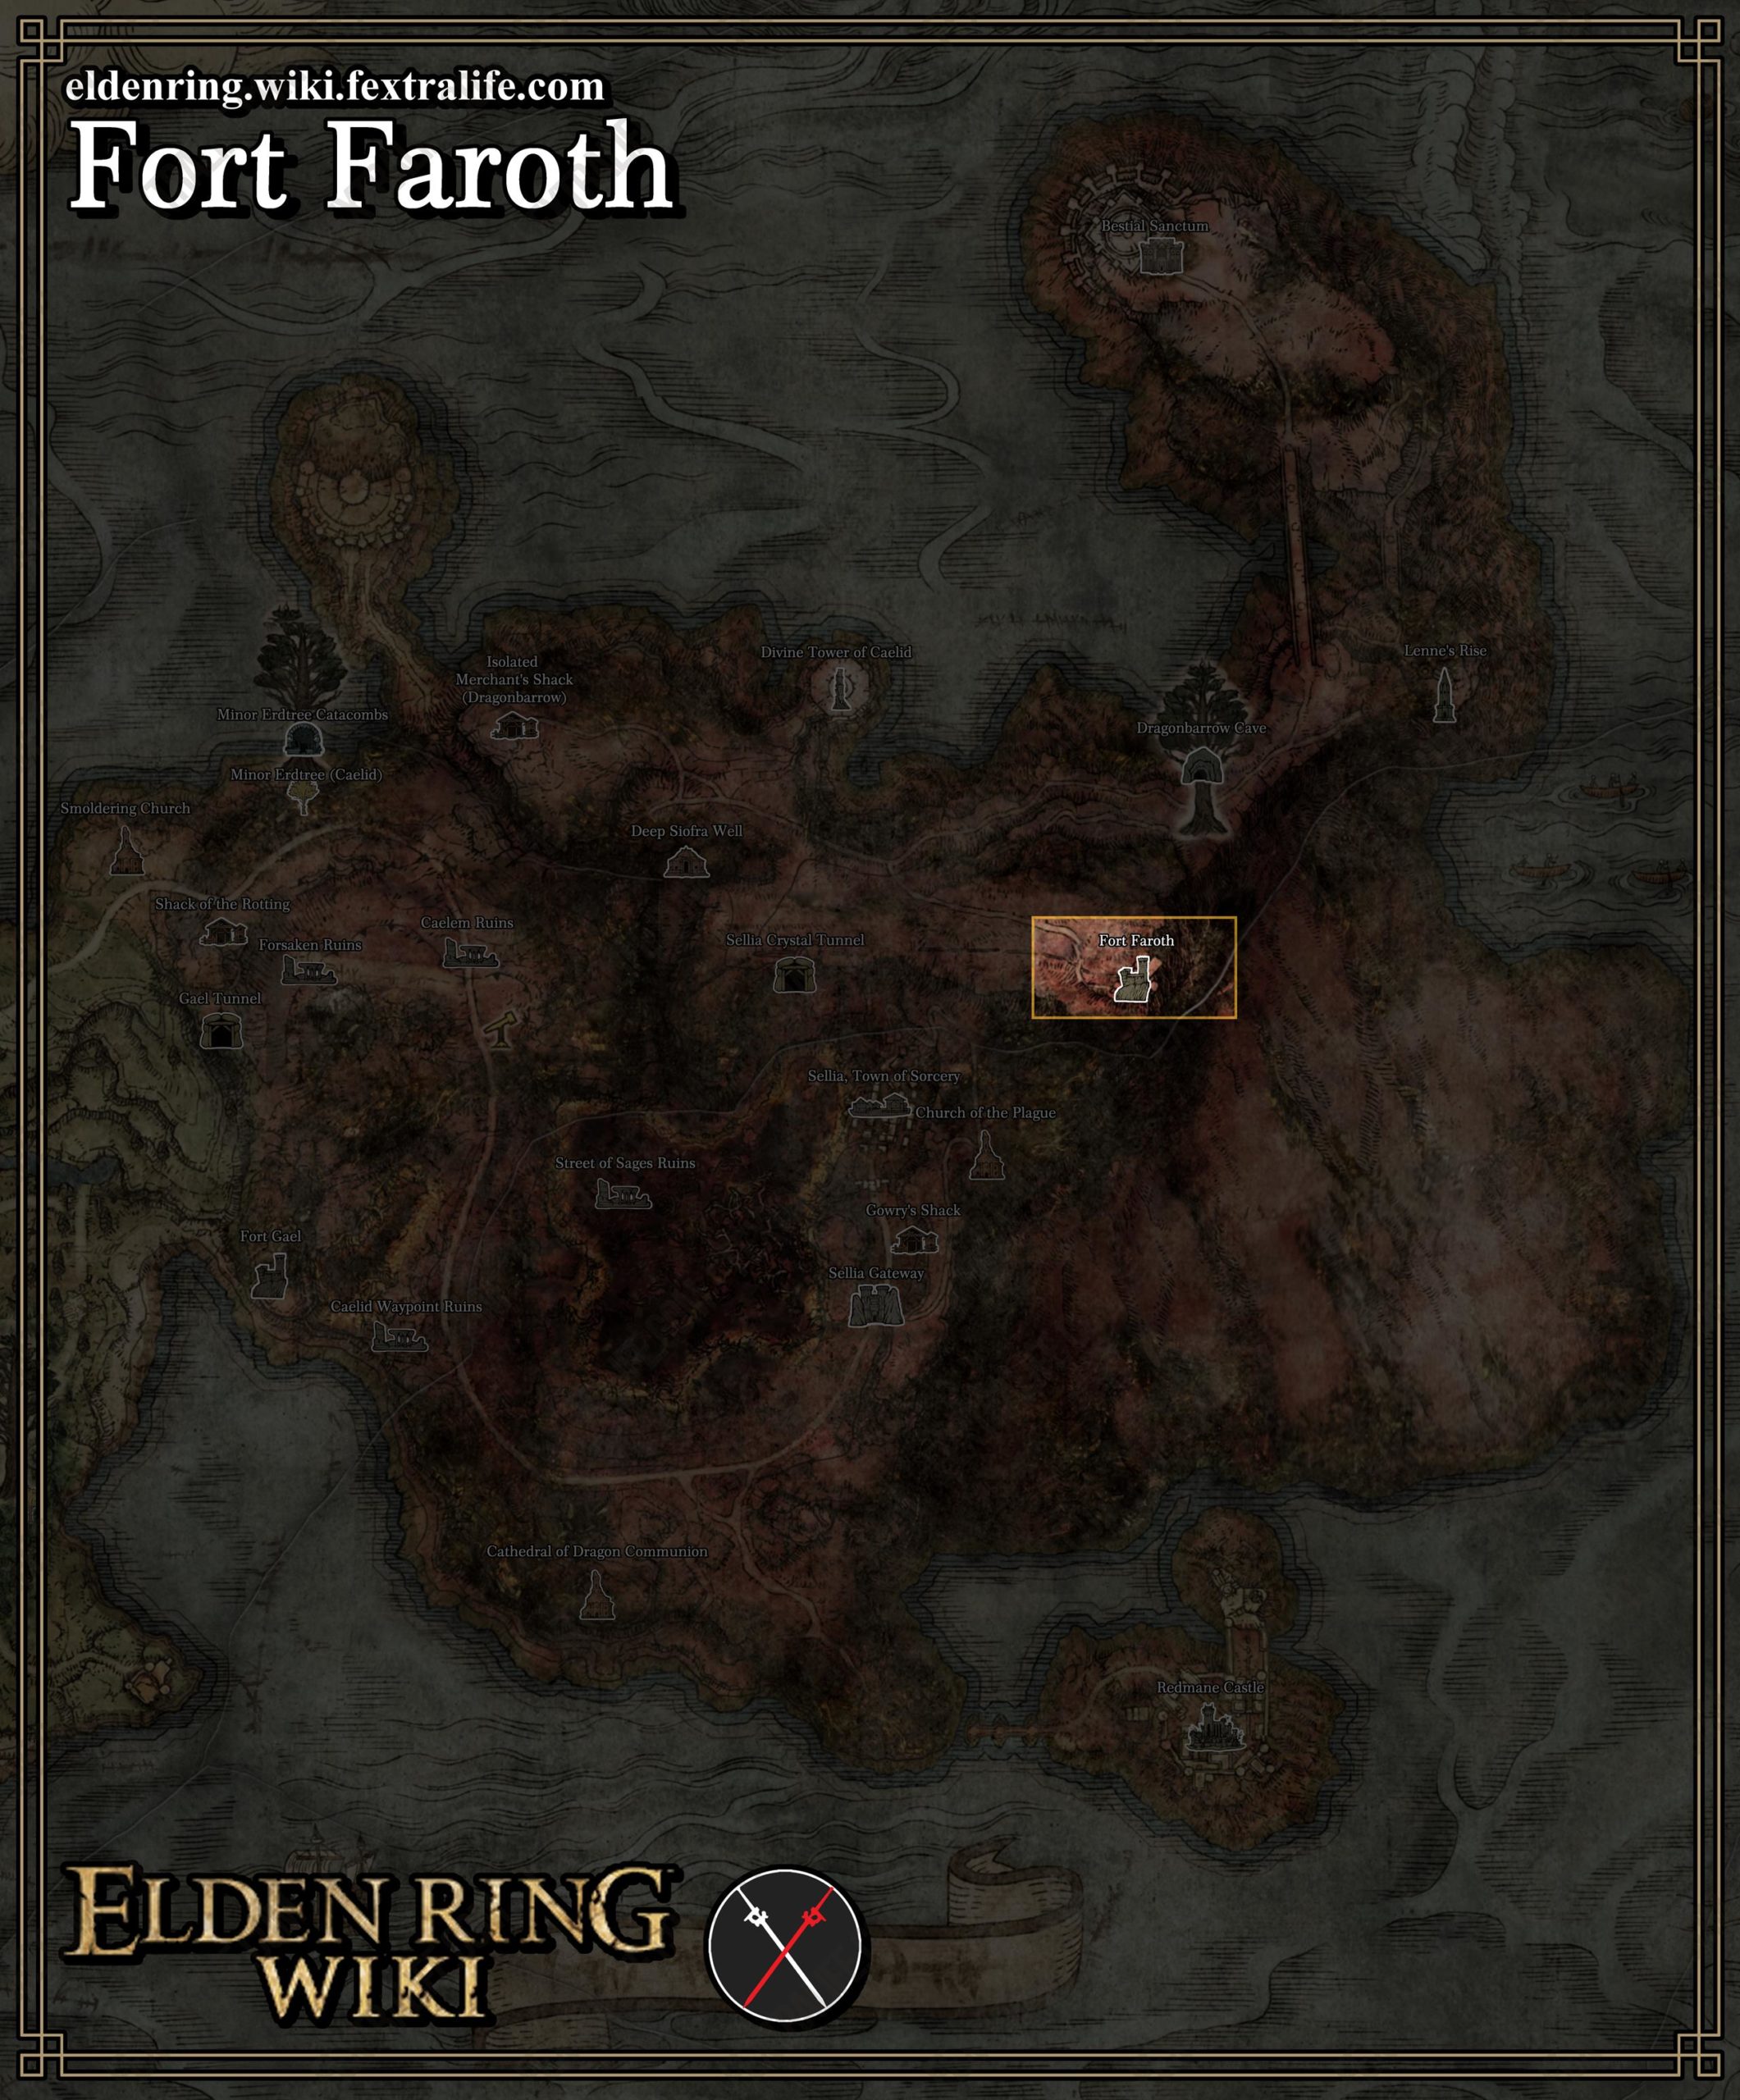 eldenring.wiki.fextralife.com
Fort Faroth
Bestial Sanctum
Divine Tower of Caelid
Lenne's Rise
Isolated
Merchant's Shack
(Dragonbarrow)
Minor Erdtree Catacombs
Dragonbarrow Cave
Minor Erdtree (Caelid)
Smoldering Church
Deep Siofra Well
Shack of the Rotting
Caelem Ruins
Forsaken Ruins
Sellia Crystal Tunnel
Fort Faroth
Gael Tunnel
Sellia, Town of Sorcery
Church of the Plague
Street of Sages Ruins
Gowry's Shack
Fort Gael
Sellia Gateway
Caelid Waypoint Ruins
Cathedral of Dragon Communion
Redmane Castle
ELDEN RING
WIKI